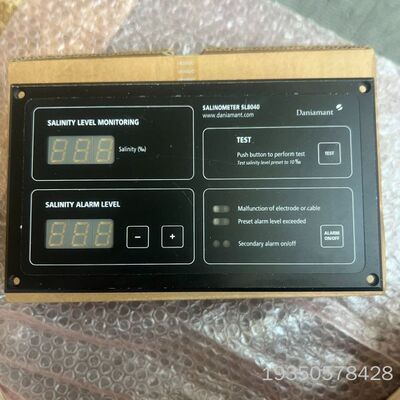 SALINITY LEVEL MONITORING
Salinity (‰)
SALINOMETER SL8040
www.daniamant.com
Daniamant
TEST
Push button to perform test
Test salinity level preset to 10‰
TEST
SALINITY ALARM LEVEL
-
+
Malfunction of electrode or cable
Preset alarm level exceeded
Secondary alarm on/off
ALARM
ON/OFF
19350578428